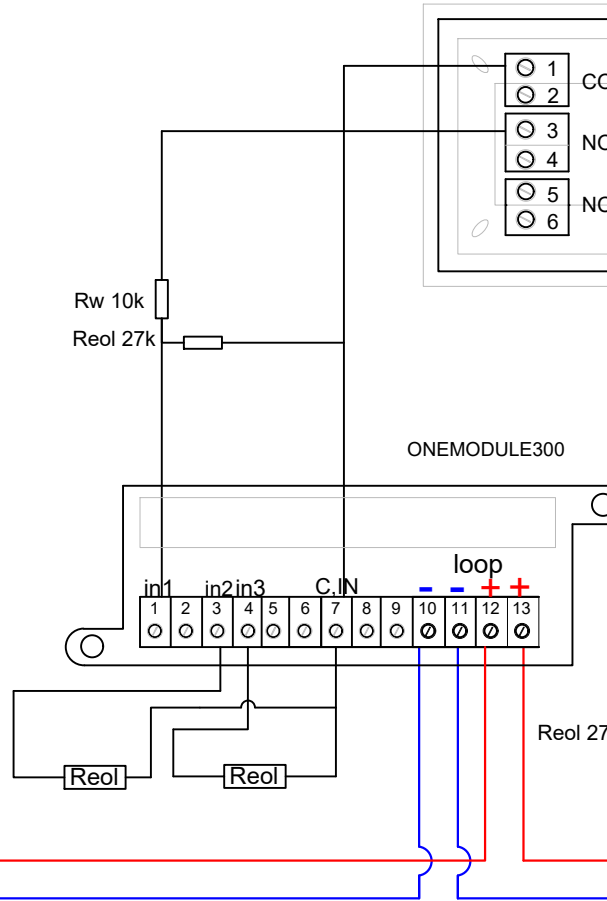 1
CO
2
3
NO
4
5
NC
6
Rw 10k
Reol 27k
ONEMODULE300
loop
in1 in2 in3 C,IN - - + +
1 2 3 4 5 6 7 8 9 10 11 12 13
Reol 27
Reol Reol